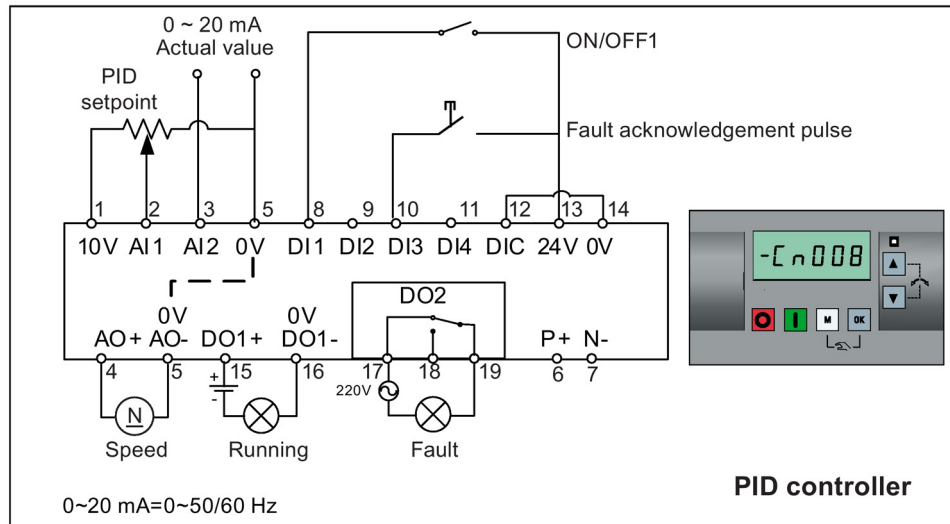 0 ~ 20 mA
Actual value
PID
setpoint
ON/OFF1
Fault acknowledgement pulse
1 2 3 5 8 9 10 11 12 13 14
10V AI1 AI2 0V DI1 DI2 DI3 DI4 DIC 24V 0V
-Cn008
M OK
DO2
0V 0V
AO+ AO- DO1+ DO1- P+ N-
4 5 15 16 17 18 19 6 7
+
-
220V
N
Speed Running Fault
0~20 mA=0~50/60 Hz
PID controller